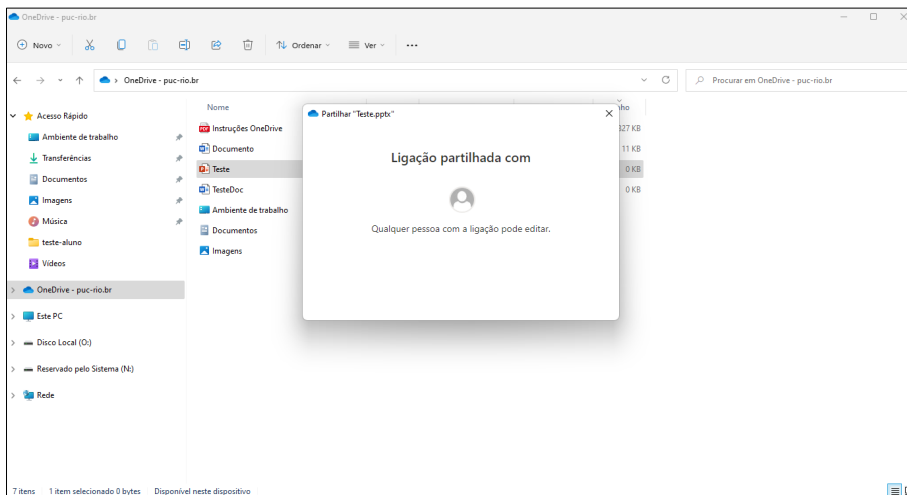 OneDrive - puc-rio.br
Novo
Ordenar
Ver
OneDrive - puc-rio.br
Procurar em OneDrive - puc-rio.br
Acesso Rápido
Ambiente de trabalho
Transferências
Documentos
Imagens
Música
teste-aluno
Vídeos
OneDrive - puc-rio.br
Este PC
Disco Local (O:)
Reservado pelo Sistema (N:)
Rede
Nome
Instruções OneDrive
Documento
Teste
TesteDoc
Ambiente de trabalho
Documentos
Imagens
Partilhar "Teste.pptx"
Ligação partilhada com
Qualquer pessoa com a ligação pode editar.
327 KB
11 KB
0 KB
0 KB
7 itens 1 item selecionado 0 bytes Disponível neste dispositivo